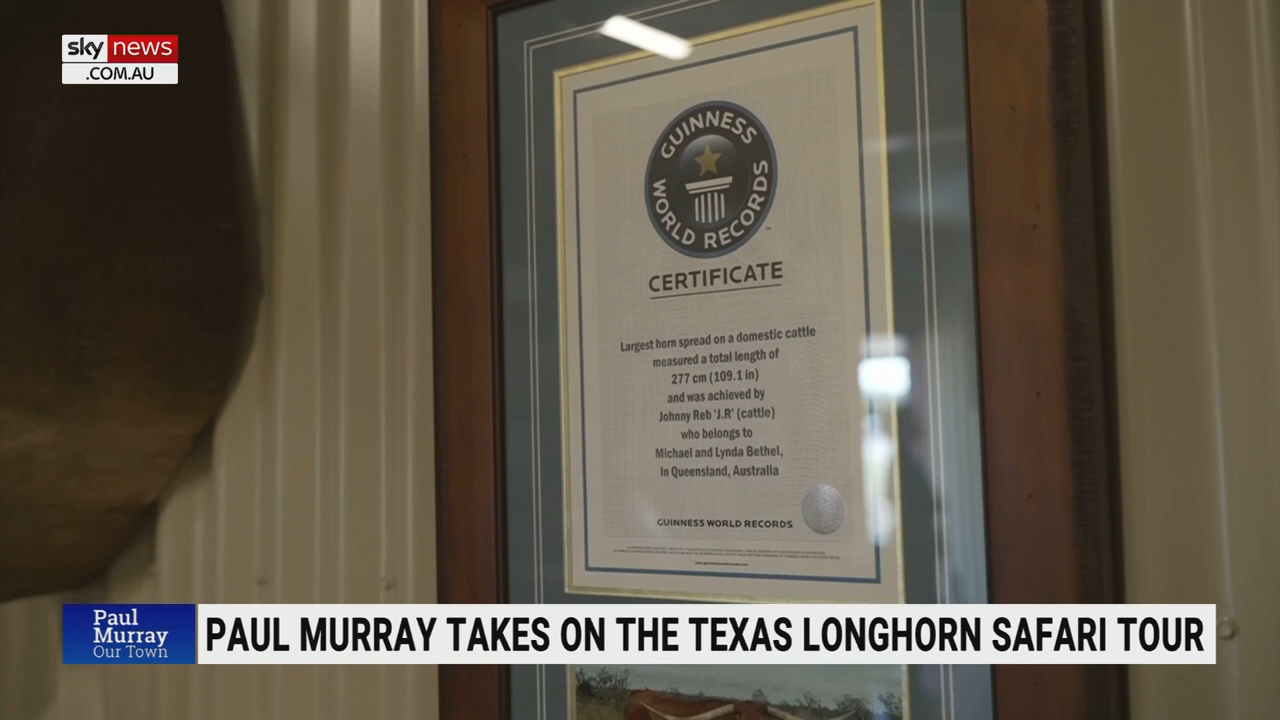 sky news
.COM.AU
GUINNESS
WORLD RECORDS
™
CERTIFICATE
Largest horn spread on a domestic cattle
measured a total length of
277 cm (109.1 in)
and was achieved by
Johnny Reb ‘J.R’ (cattle)
who belongs to
Michael and Lynda Bethel,
in Queensland, Australia
GUINNESS WORLD RECORDS
Paul
Murray
Our Town
PAUL MURRAY TAKES ON THE TEXAS LONGHORN SAFARI TOUR